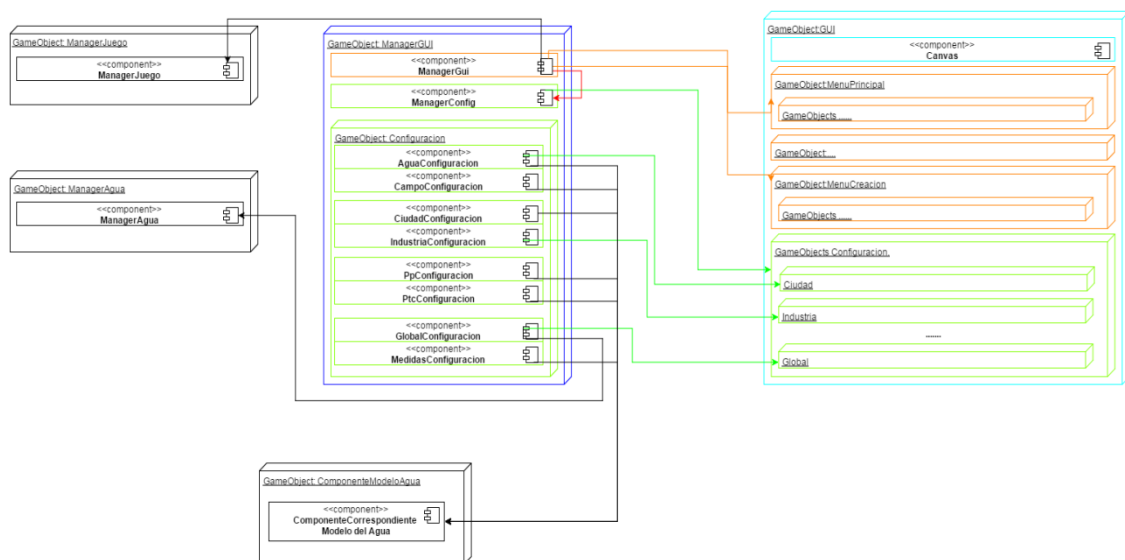 GameObject: ManagerJuego
<<component>>
ManagerJuego
GameObject: ManagerAgua
<<component>>
ManagerAgua
GameObject: ManagerGUI
<<component>>
ManagerGui
<<component>>
ManagerConfig
GameObject: Configuracion
<<component>>
AguaConfiguracion
<<component>>
CampoConfiguracion
<<component>>
CiudadConfiguracion
<<component>>
IndustriaConfiguracion
<<component>>
PpConfiguracion
<<component>>
PtcConfiguracion
<<component>>
GlobalConfiguracion
<<component>>
MedidasConfiguracion
GameObject: ComponenteModeloAgua
<<component>>
ComponenteCorrespondiente
Modelo del Agua
GameObject:GUI
<<component>>
Canvas
GameObject:MenuPrincipal
GameObjects ......
GameObject:...
GameObject:MenuCreacion
GameObjects ......
GameObjects Configuracion.
Ciudad
Industria
.......
Global